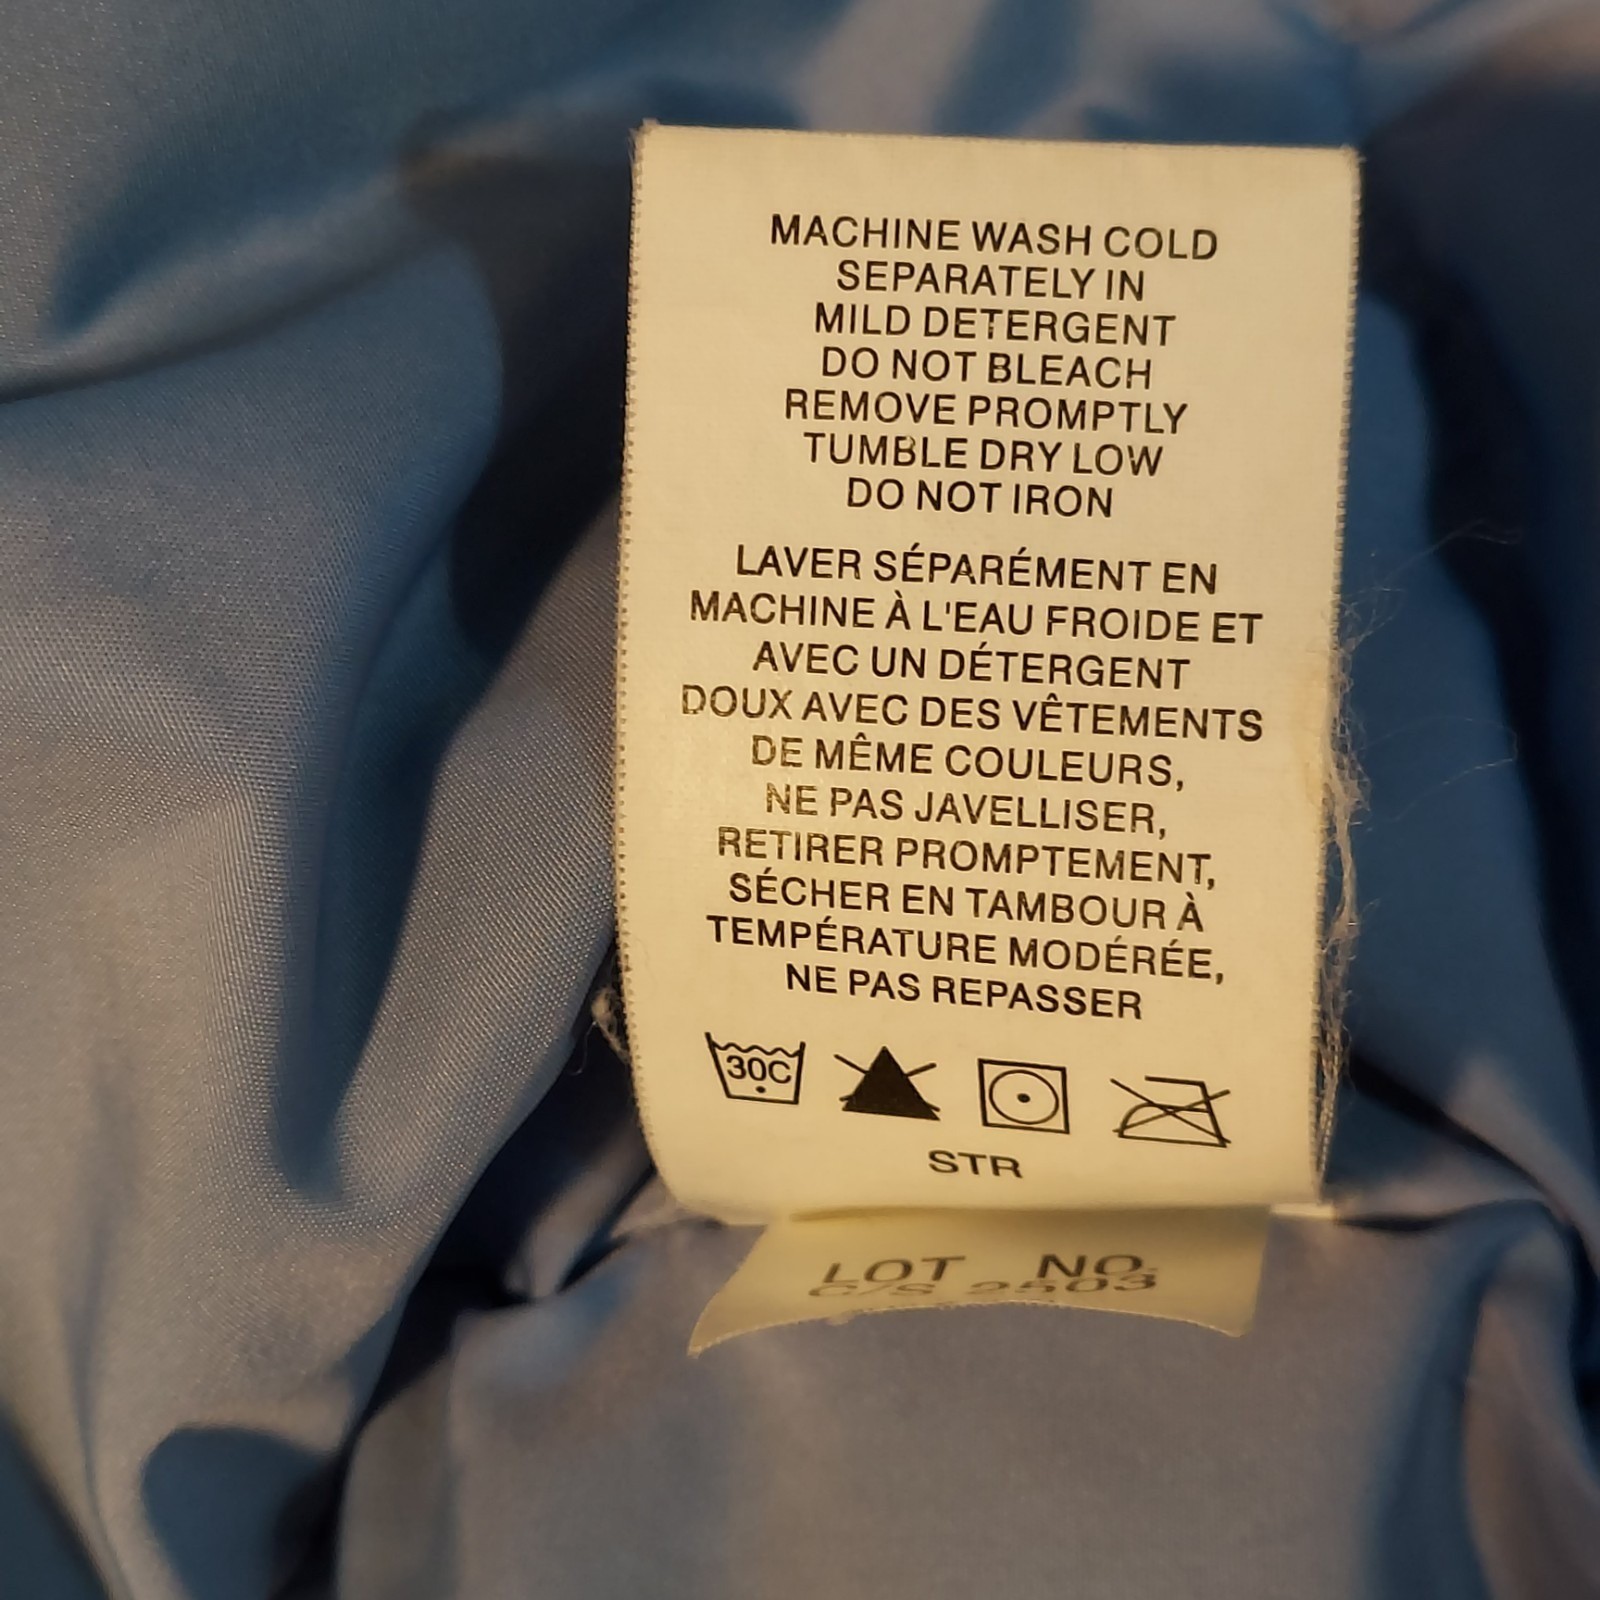 MACHINE WASH COLD
SEPARATELY IN
MILD DETERGENT
DO NOT BLEACH
REMOVE PROMPTLY
TUMBLE DRY LOW
DO NOT IRON
LAVER SÉPARÉMENT EN
MACHINE À L'EAU FROIDE ET
AVEC UN DÉTERGENT
DOUX AVEC DES VÊTEMENTS
DE MÊME COULEURS,
NE PAS JAVELLISER,
RETIRER PROMPTEMENT,
SÉCHER EN TAMBOUR À
TEMPÉRATURE MODÉRÉE,
NE PAS REPASSER
30C
STR
LOT NO.
C/S 2503